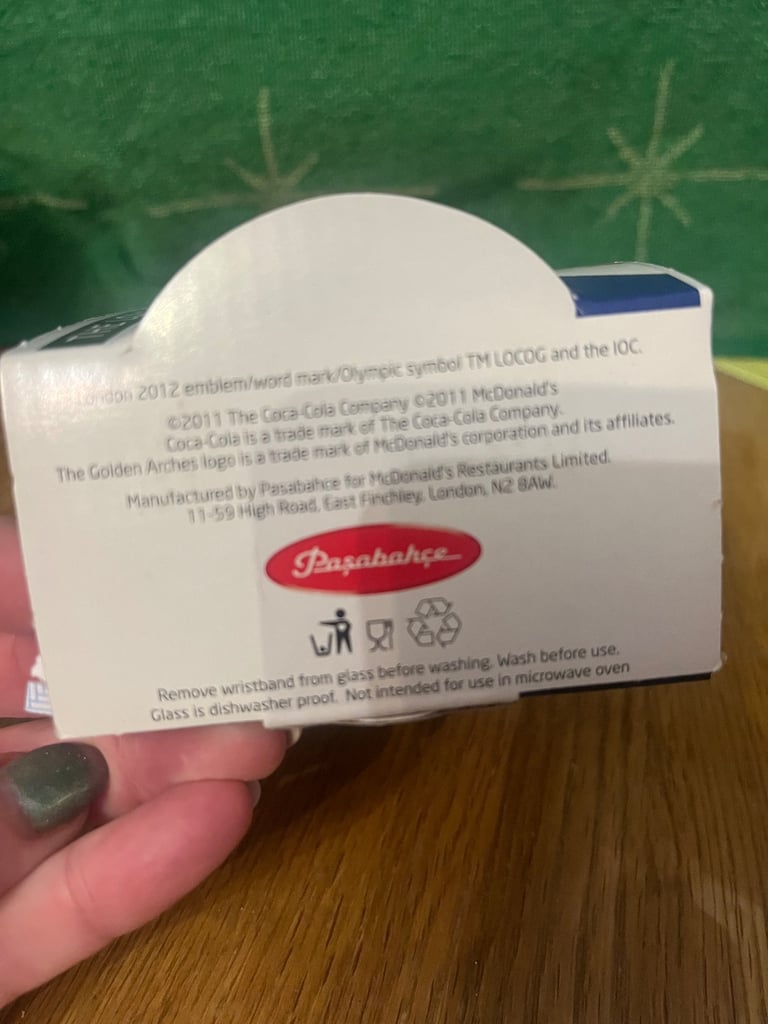 THE
London 2012 emblem/word mark/Olympic symbol TM LOCOG and the IOC.
©2011 The Coca-Cola Company ©2011 McDonald's
Coca-Cola is a trade mark of The Coca-Cola Company.
The Golden Arches logo is a trade mark of McDonald's corporation and its affiliates.
Manufactured by Pasabahce for McDonald's Restaurants Limited.
11-59 High Road, East Finchley, London, N2 8AW.
Paşabahçe
Remove wristband from glass before washing. Wash before use.
Glass is dishwasher proof. Not intended for use in microwave oven